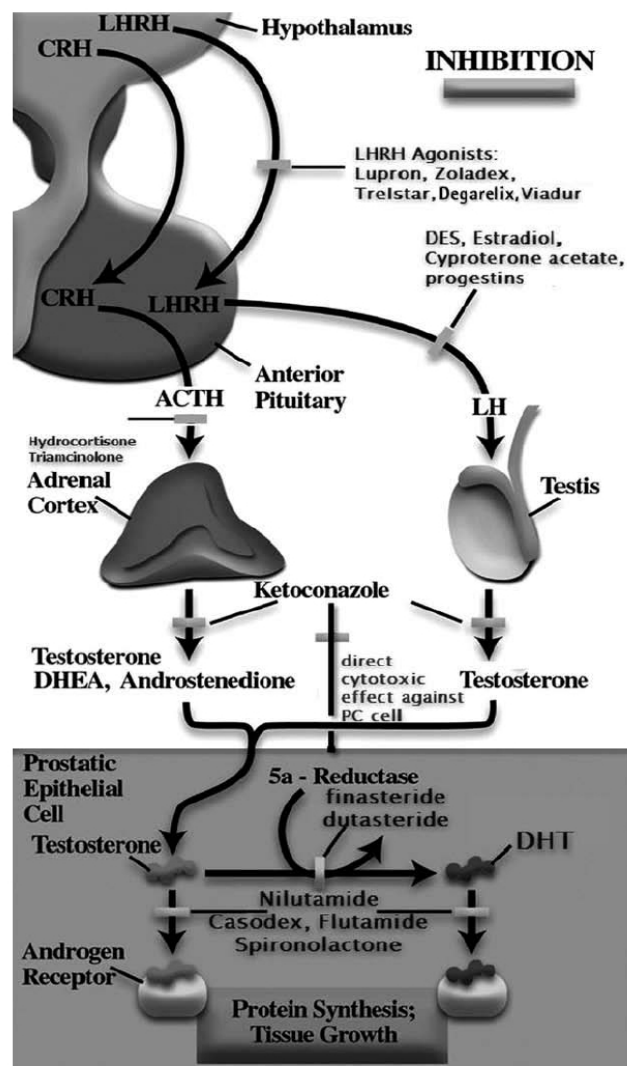 LHRH
Hypothalamus
CRH
INHIBITION
LHRH Agonists:
Lupron, Zoladex,
Trelstar, Degarelix, Viadur
DES, Estradiol,
Cyproterone acetate,
progestins
CRH
LHRH
Anterior
Pituitary
ACTH
LH
Hydrocortisone
Triamcinolone
Adrenal
Cortex
Testis
Ketoconazole
Testosterone
DHEA, Androstenedione
direct
cytotoxic
effect against
PC cell
Testosterone
Prostatic
Epithelial
Cell
5a - Reductase
finasteride
dutasteride
Testosterone
DHT
Nilutamide
Casodex, Flutamide
Spironolactone
Androgen
Receptor
Protein Synthesis;
Tissue Growth